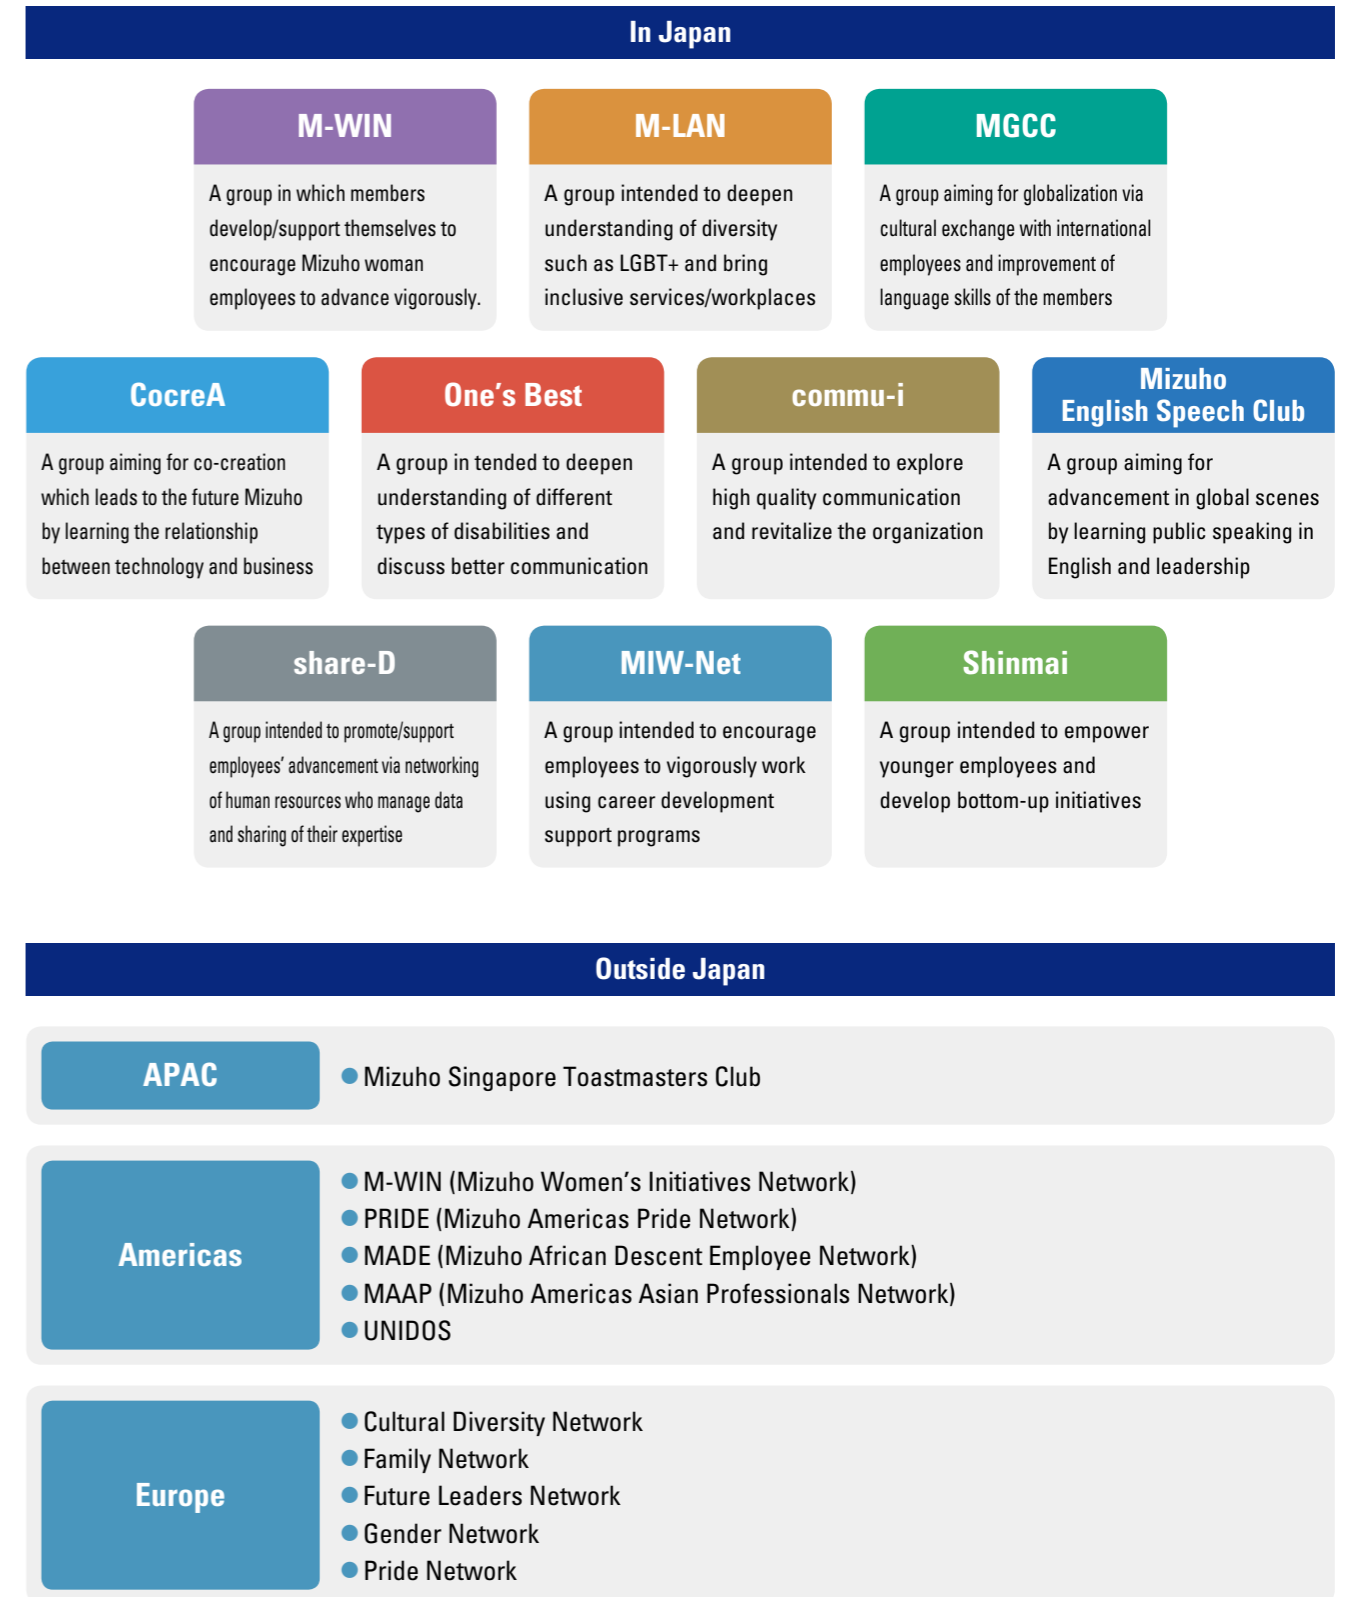 In Japan
M-WIN
A group in which members
develop/support themselves to
encourage Mizuho woman
employees to advance vigorously.
M-LAN
A group intended to deepen
understanding of diversity
such as LGBT+ and bring
inclusive services/workplaces
MGCC
A group aiming for globalization via
cultural exchange with international
employees and improvement of
language skills of the members
CocreA
A group aiming for co-creation
which leads to the future Mizuho
by learning the relationship
between technology and business
One's Best
A group in tended to deepen
understanding of different
types of disabilities and
discuss better communication
commu-i
A group intended to explore
high quality communication
and revitalize the organization
Mizuho
English Speech Club
A group aiming for
advancement in global scenes
by learning public speaking in
English and leadership
share-D
A group intended to promote/support
employees' advancement via networking
of human resources who manage data
and sharing of their expertise
MIW-Net
A group intended to encourage
employees to vigorously work
using career development
support programs
Shinmai
A group intended to empower
younger employees and
develop bottom-up initiatives
Outside Japan
APAC
● Mizuho Singapore Toastmasters Club
Americas
● M-WIN (Mizuho Women's Initiatives Network)
● PRIDE (Mizuho Americas Pride Network)
● MADE (Mizuho African Descent Employee Network)
● MAAP (Mizuho Americas Asian Professionals Network)
● UNIDOS
Europe
● Cultural Diversity Network
● Family Network
● Future Leaders Network
● Gender Network
● Pride Network